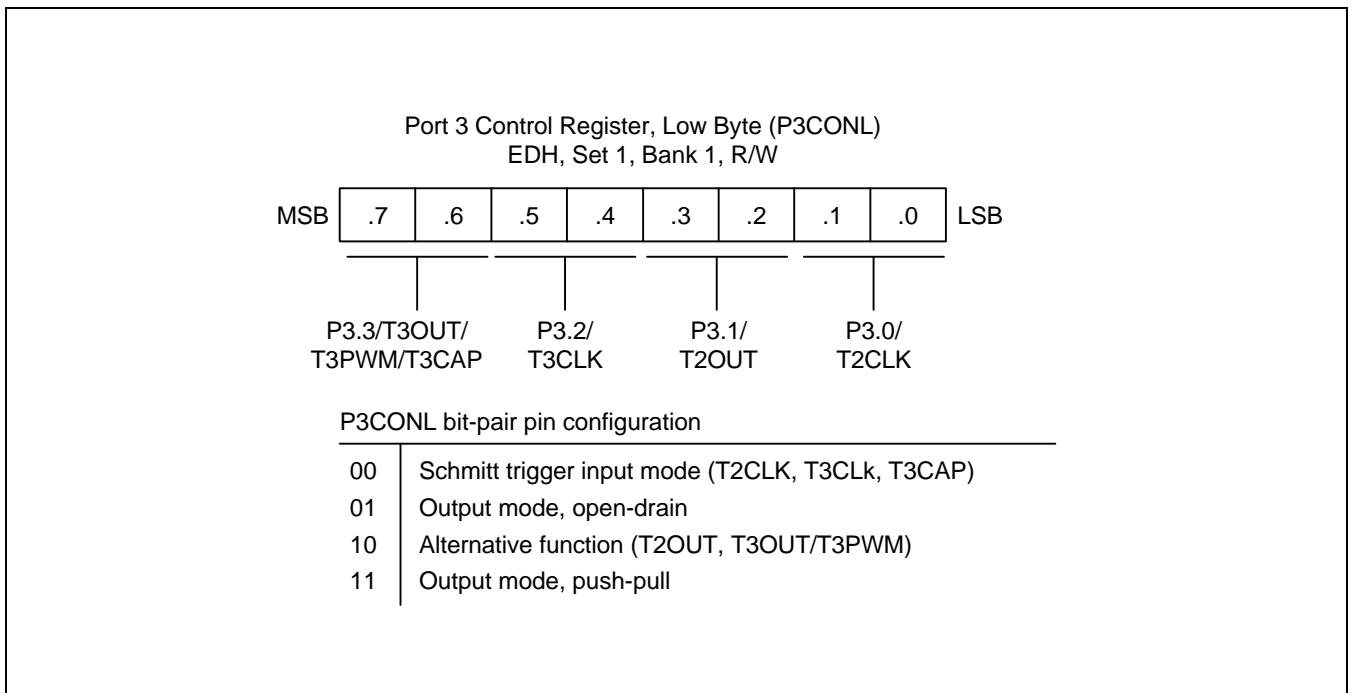 Port 3 Control Register, Low Byte (P3CONL)
EDH, Set 1, Bank 1, R/W
MSB .7 .6 .5 .4 .3 .2 .1 .0 LSB
P3.3/T3OUT/ P3.2/ P3.1/ P3.0/
T3PWM/T3CAP T3CLK T2OUT T2CLK
P3CONL bit-pair pin configuration
00 Schmitt trigger input mode (T2CLK, T3CLk, T3CAP)
01 Output mode, open-drain
10 Alternative function (T2OUT, T3OUT/T3PWM)
11 Output mode, push-pull